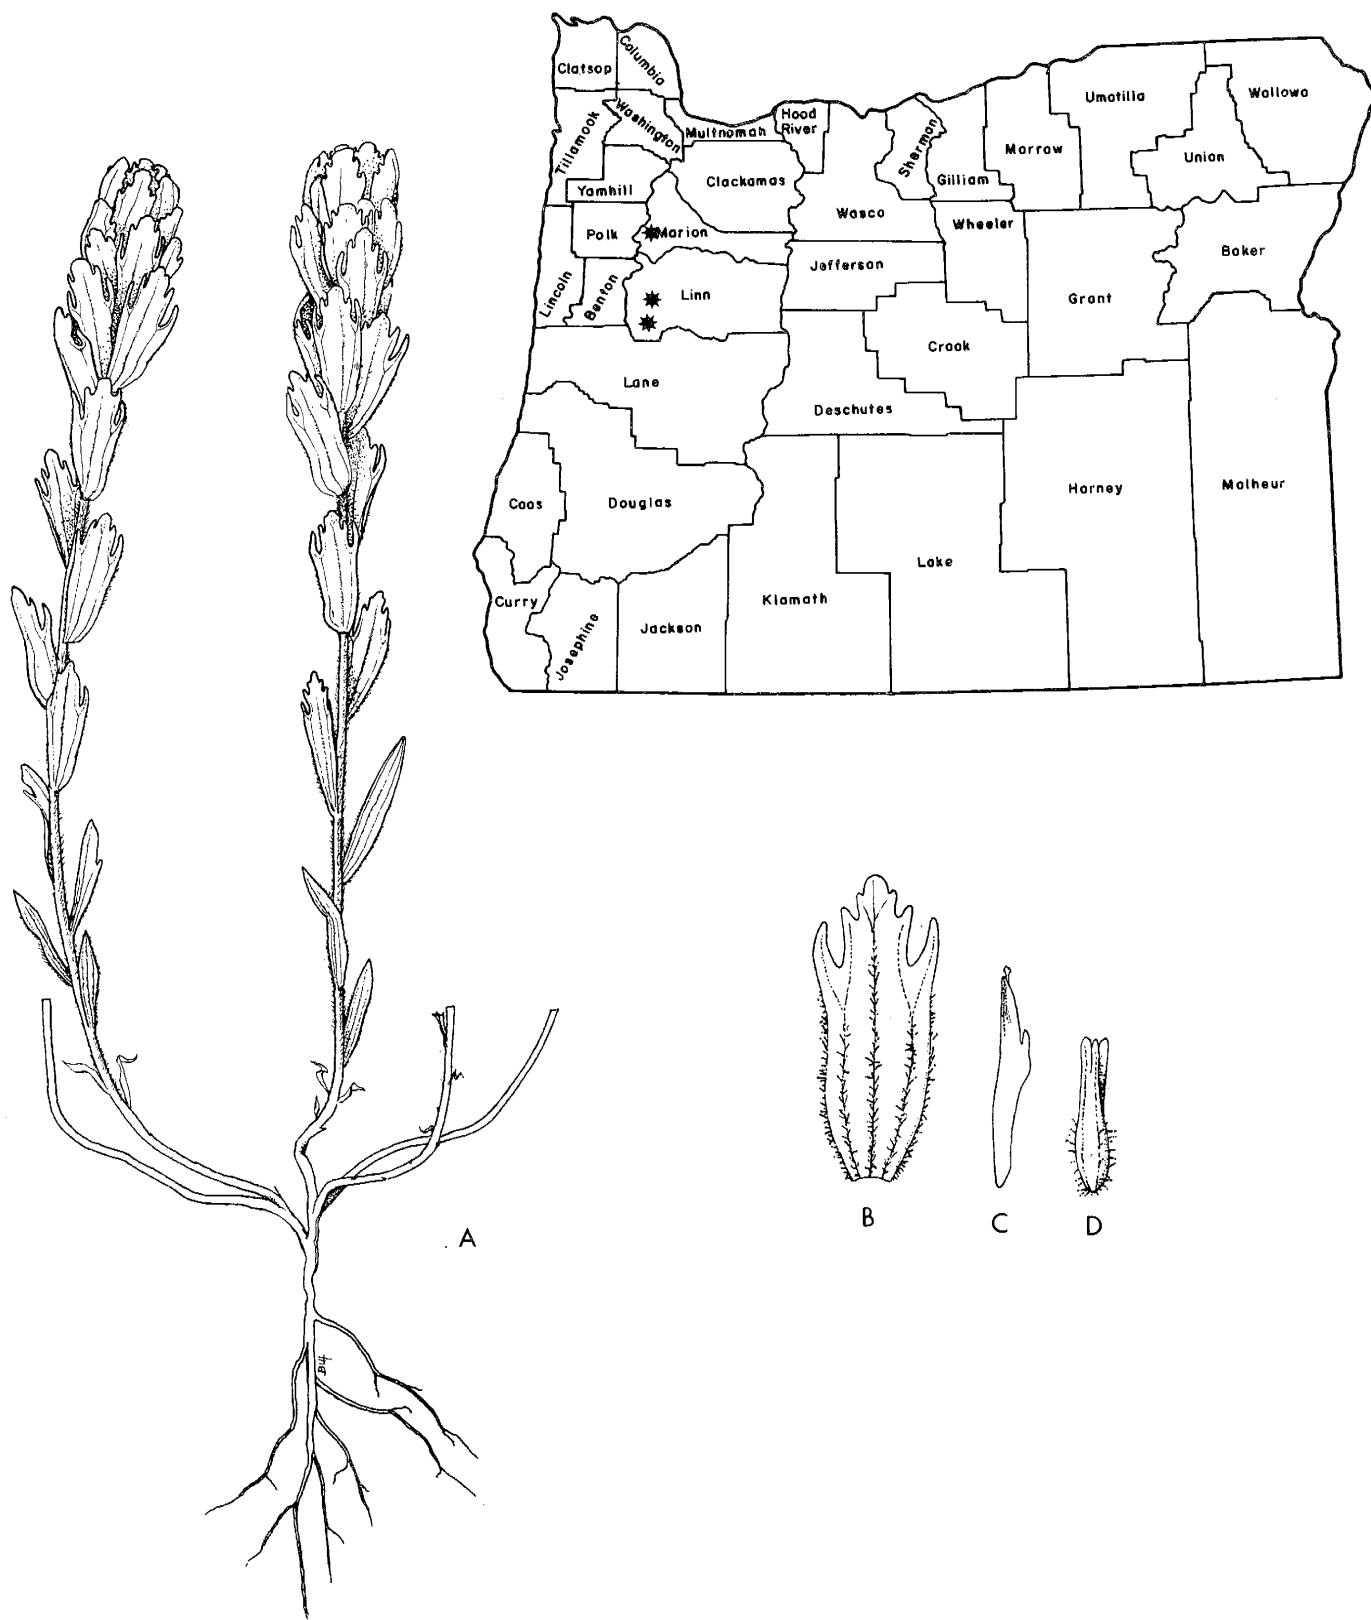 Clatsop
Columbia
Tillamook
Washington
Multnomah
Hood
River
Sherman
Gilliam
Morrow
Umatilla
Union
Wallowa
Yamhill
Clackamas
Wasco
Wheeler
Polk
Marion
Jefferson
Baker
Lincoln
Benton
Linn
Grant
Crook
Lane
Deschutes
Coos
Douglas
Harney
Malheur
Lake
Curry
Josephine
Jackson
Klamath
A
B
C
D